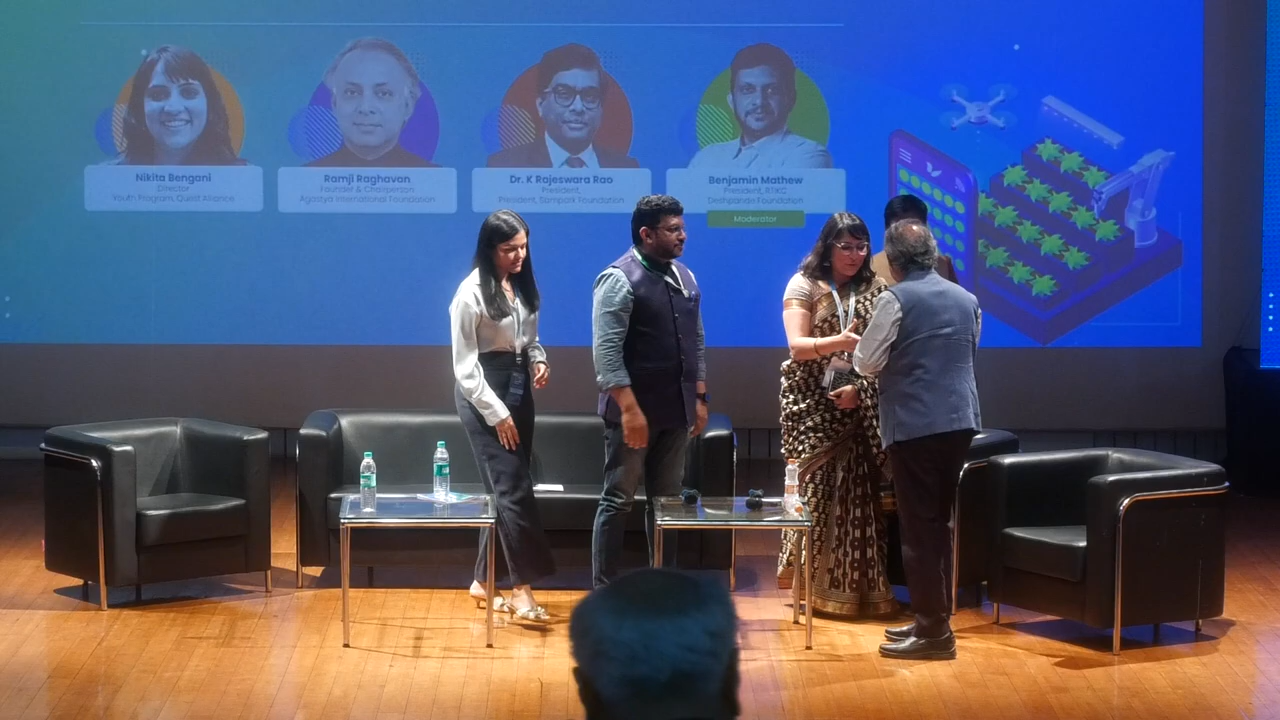 Nikita Bengani
Director
Youth Program, Quest Alliance
Ramji Raghavan
Founder & Chairperson
Agastya International Foundation
Dr. K Rajeswara Rao
President,
President, Sampark Foundation
Benjamin Mathew
President, RTKC
Deshpande Foundation
Moderator